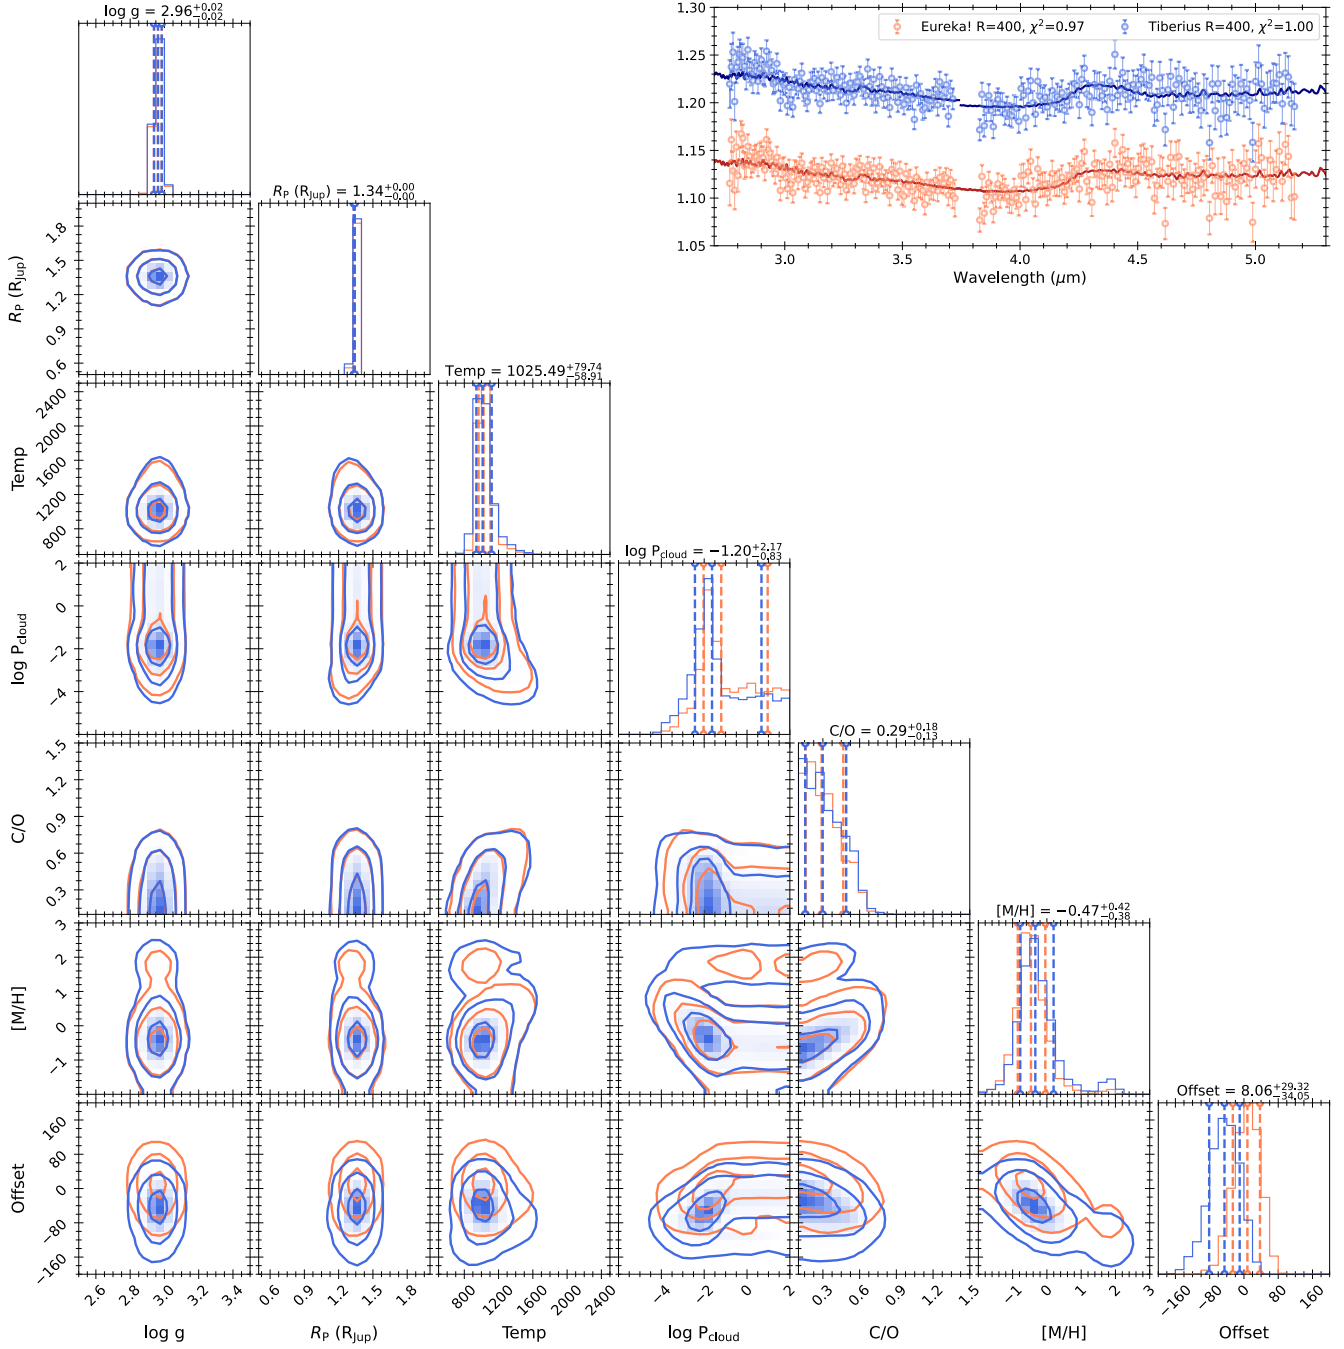 log g = 2.96+0.02 −0.02
1.30
1.25
1.20
1.15
1.10
1.05
Eureka! R=400, χ²=0.97
Tiberius R=400, χ²=1.00
3.0 3.5 4.0 4.5 5.0
Wavelength (μm)
R_P (R_Jup) = 1.34+0.00 −0.00
R_P (R_Jup)
1.8
1.5
1.2
0.9
0.6
Temp = 1025.49+79.74 −58.91
Temp
2400
2000
1600
1200
800
log P_cloud = −1.20+2.17 −0.83
log P_cloud
2
0
−2
−4
C/O = 0.29+0.18 −0.13
C/O
1.5
1.2
0.9
0.6
0.3
[M/H] = −0.47+0.42 −0.38
[M/H]
3
2
1
0
−1
Offset = 8.06+29.32 −34.05
Offset
160
80
0
−80
−160
2.6 3.0 3.2 3.4 0.6 0.9 1.2 1.5 1.8 800 1200 1600 2000 2400 −4 −2 0 2 0.3 0.6 0.9 1.2 1.5 −1 0 1 2 3 −160 −80 0 80 160
log g R_P (R_Jup) Temp log P_cloud C/O [M/H] Offset